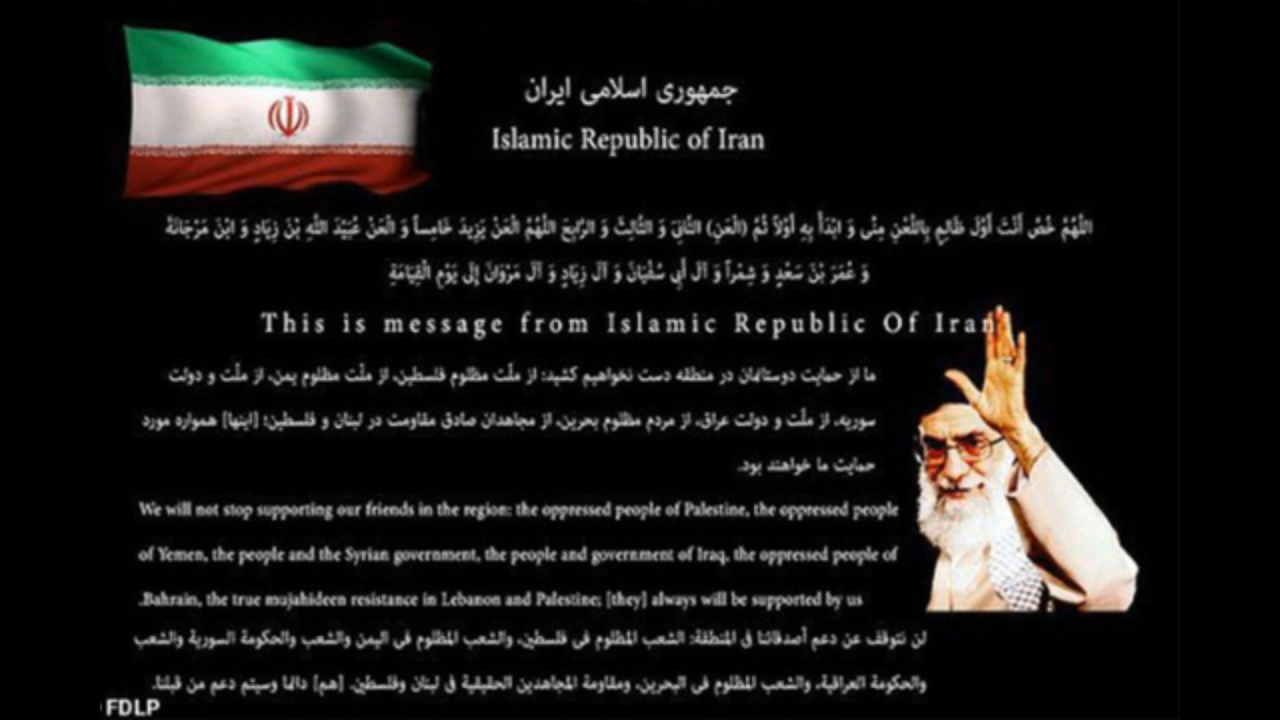 جمهوری اسلامی ایران
Islamic Republic of Iran
اللّهُمَّ خُصَّ أَنْتَ أَوَّلَ ظَالِمٍ بِاللَّعْنِ مِنِّی وَ ابْدَأْ بِهِ أَوَّلاً ثُمَّ (الْعَنِ) الثَّانِیَ وَ الثَّالِثَ وَ الرَّابِعَ اللّهُمَّ الْعَنْ یَزِیدَ خَامِساً وَ الْعَنْ عُبَیْدَ اللهِ بْنَ زِیَادٍ وَ ابْنَ مَرْجَانَةَ
وَ عُمَرَ بْنَ سَعْدٍ وَ شِمْراً وَ آلَ أَبِی سُفْیَانَ وَ آلَ زِیَادٍ وَ آلَ مَرْوَانَ إِلَی یَوْمِ الْقِیَامَةِ
This is message from Islamic Republic Of Iran
ما از حمایت دوستانمان در منطقه دست نخواهیم کشید: از ملّت مظلوم فلسطین، از ملّت مظلوم یمن، از ملّت و دولت
سوریه، از ملّت و دولت عراق، از مردم مظلوم بحرین، از مجاهدان صادق مقاومت در لبنان و فلسطین؛ [اینها] همواره مورد
حمایت ما خواهند بود.
We will not stop supporting our friends in the region: the oppressed people of Palestine, the oppressed people
of Yemen, the people and the Syrian government, the people and government of Iraq, the oppressed people of
.Bahrain, the true mujahideen resistance in Lebanon and Palestine; [they] always will be supported by us
لن نتوقف عن دعم أصدقائنا في المنطقة: الشعب المظلوم في فلسطين، والشعب المظلوم في اليمن والشعب والحكومة السورية والشعب
والحكومة العراقية، والشعب المظلوم في البحرين، ومقاومة المجاهدين الحقيقية في لبنان وفلسطين. [هم] دائما وسيتم دعم من قبلنا.
FDLP